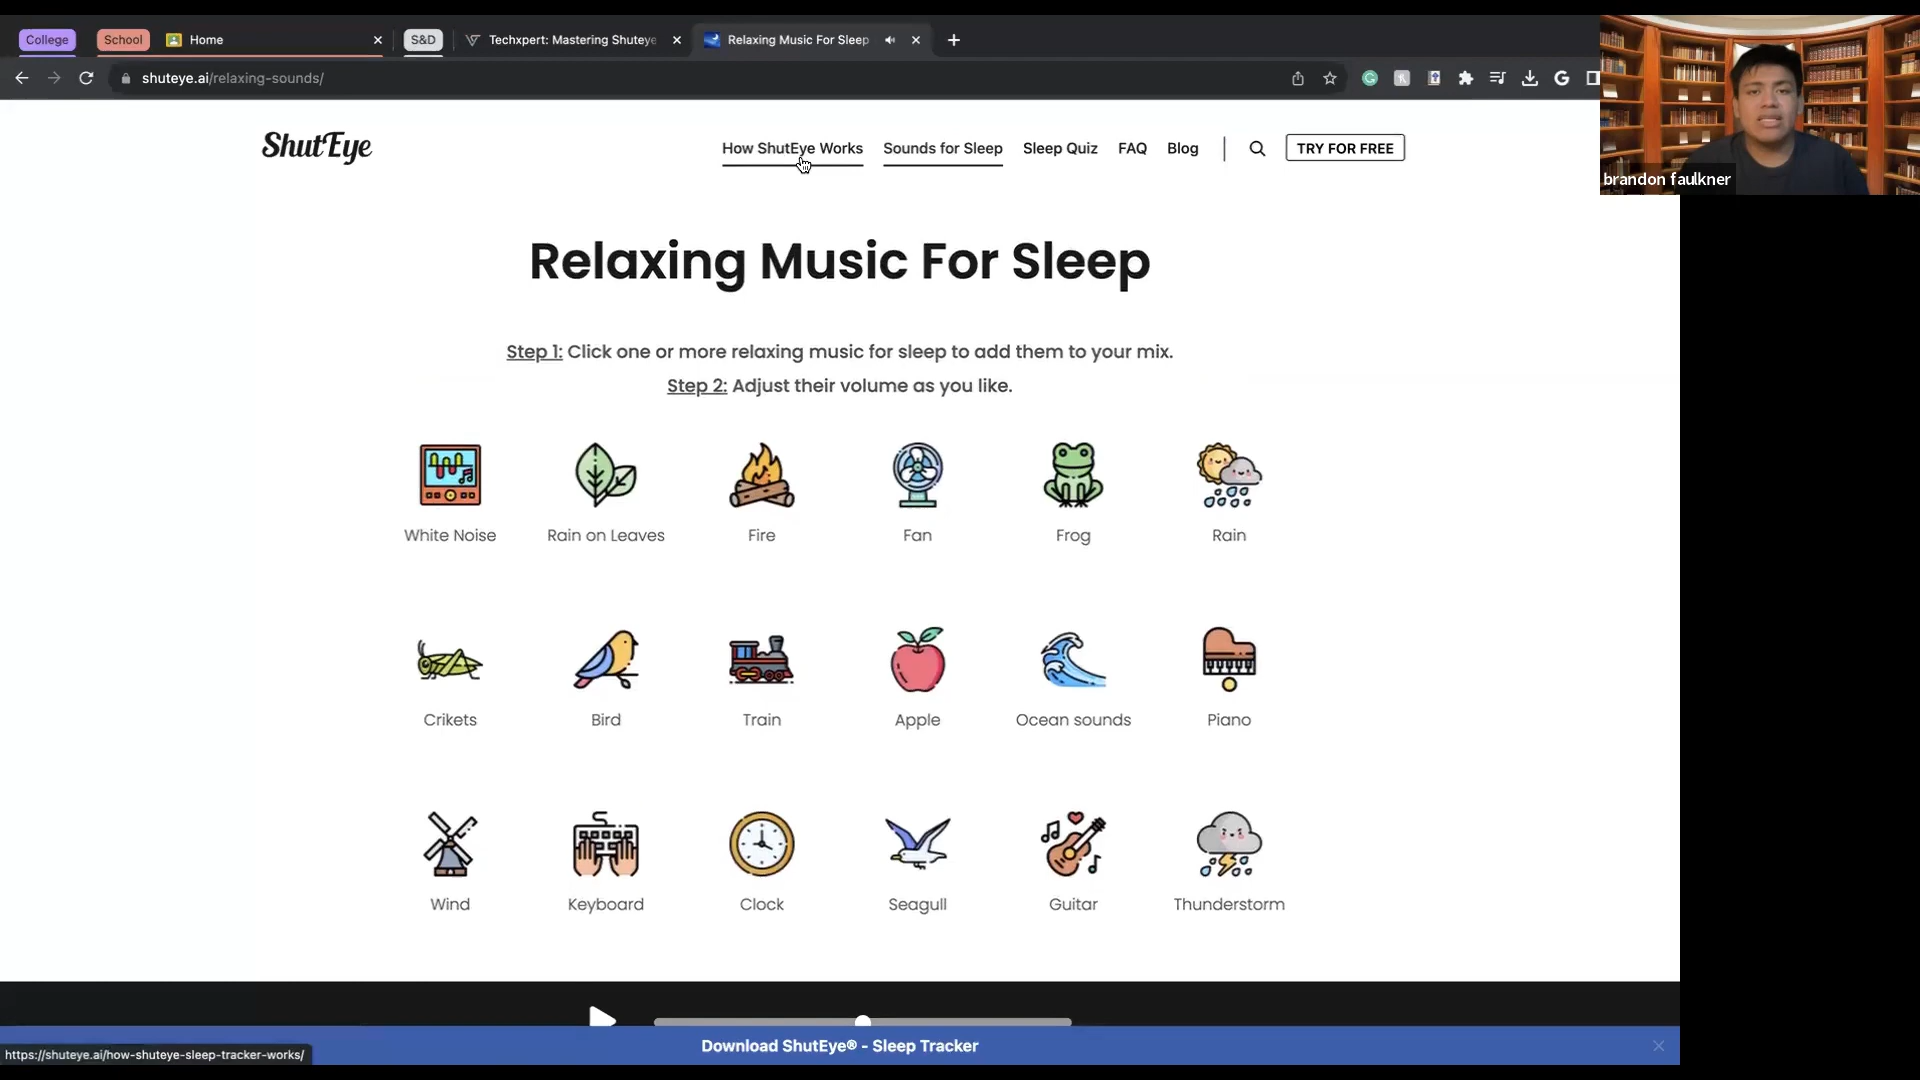 College
School
Home
S&D
Techxpert: Mastering Shuteye
Relaxing Music For Sleep
shuteye.ai/relaxing-sounds/
brandon faulkner
ShutEye
How ShutEye Works
Sounds for Sleep
Sleep Quiz
FAQ
Blog
TRY FOR FREE
Relaxing Music For Sleep
Step 1: Click one or more relaxing music for sleep to add them to your mix.
Step 2: Adjust their volume as you like.
White Noise
Rain on Leaves
Fire
Fan
Frog
Rain
Crikets
Bird
Train
Apple
Ocean sounds
Piano
Wind
Keyboard
Clock
Seagull
Guitar
Thunderstorm
Download ShutEye® - Sleep Tracker
https://shuteye.ai/how-shuteye-sleep-tracker-works/